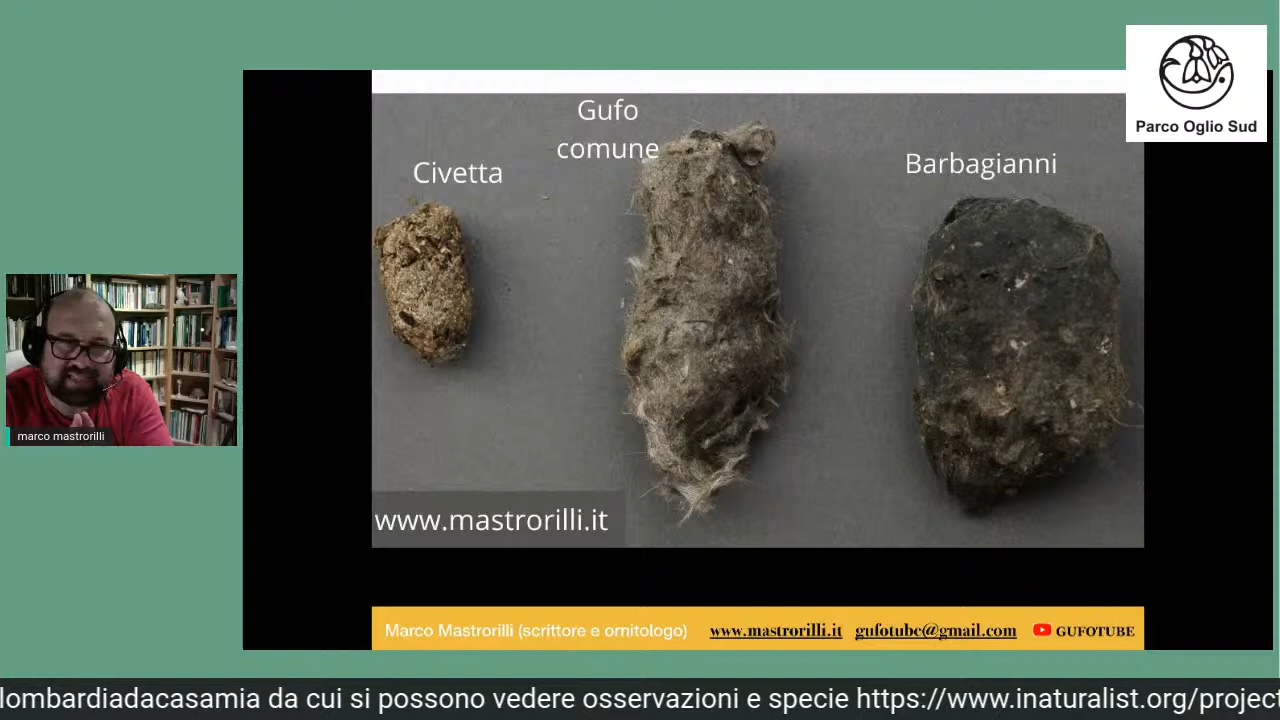 Parco Oglio Sud
Gufo
comune
Civetta
Barbagianni
marco mastrorilli
www.mastrorilli.it
Marco Mastrorilli (scrittore e ornitologo) www.mastrorilli.it gufotube@gmail.com GUFOTUBE
lombardiadacasamia da cui si possono vedere osservazioni e specie https://www.inaturalist.org/project